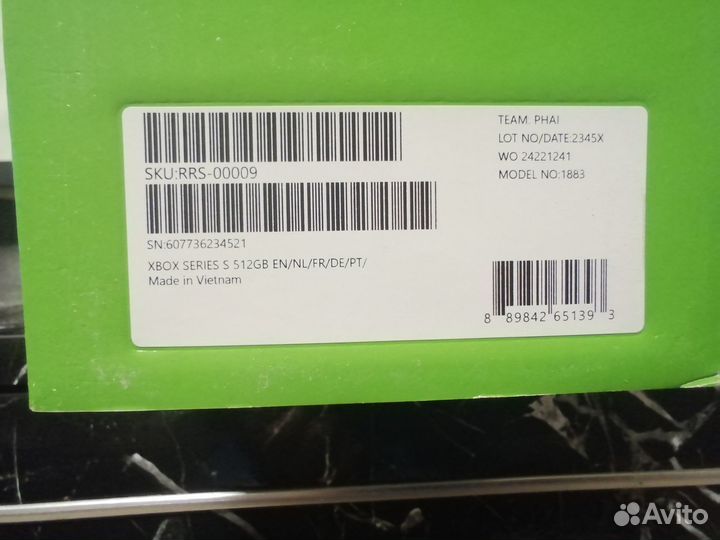 SKU:RRS-00009
SN:607736234521
XBOX SERIES S 512GB EN/NL/FR/DE/PT/
Made in Vietnam
TEAM. PHAI
LOT NO/DATE:2345X
WO 24221241
MODEL NO:1883
8 89842 65139 3
Avito